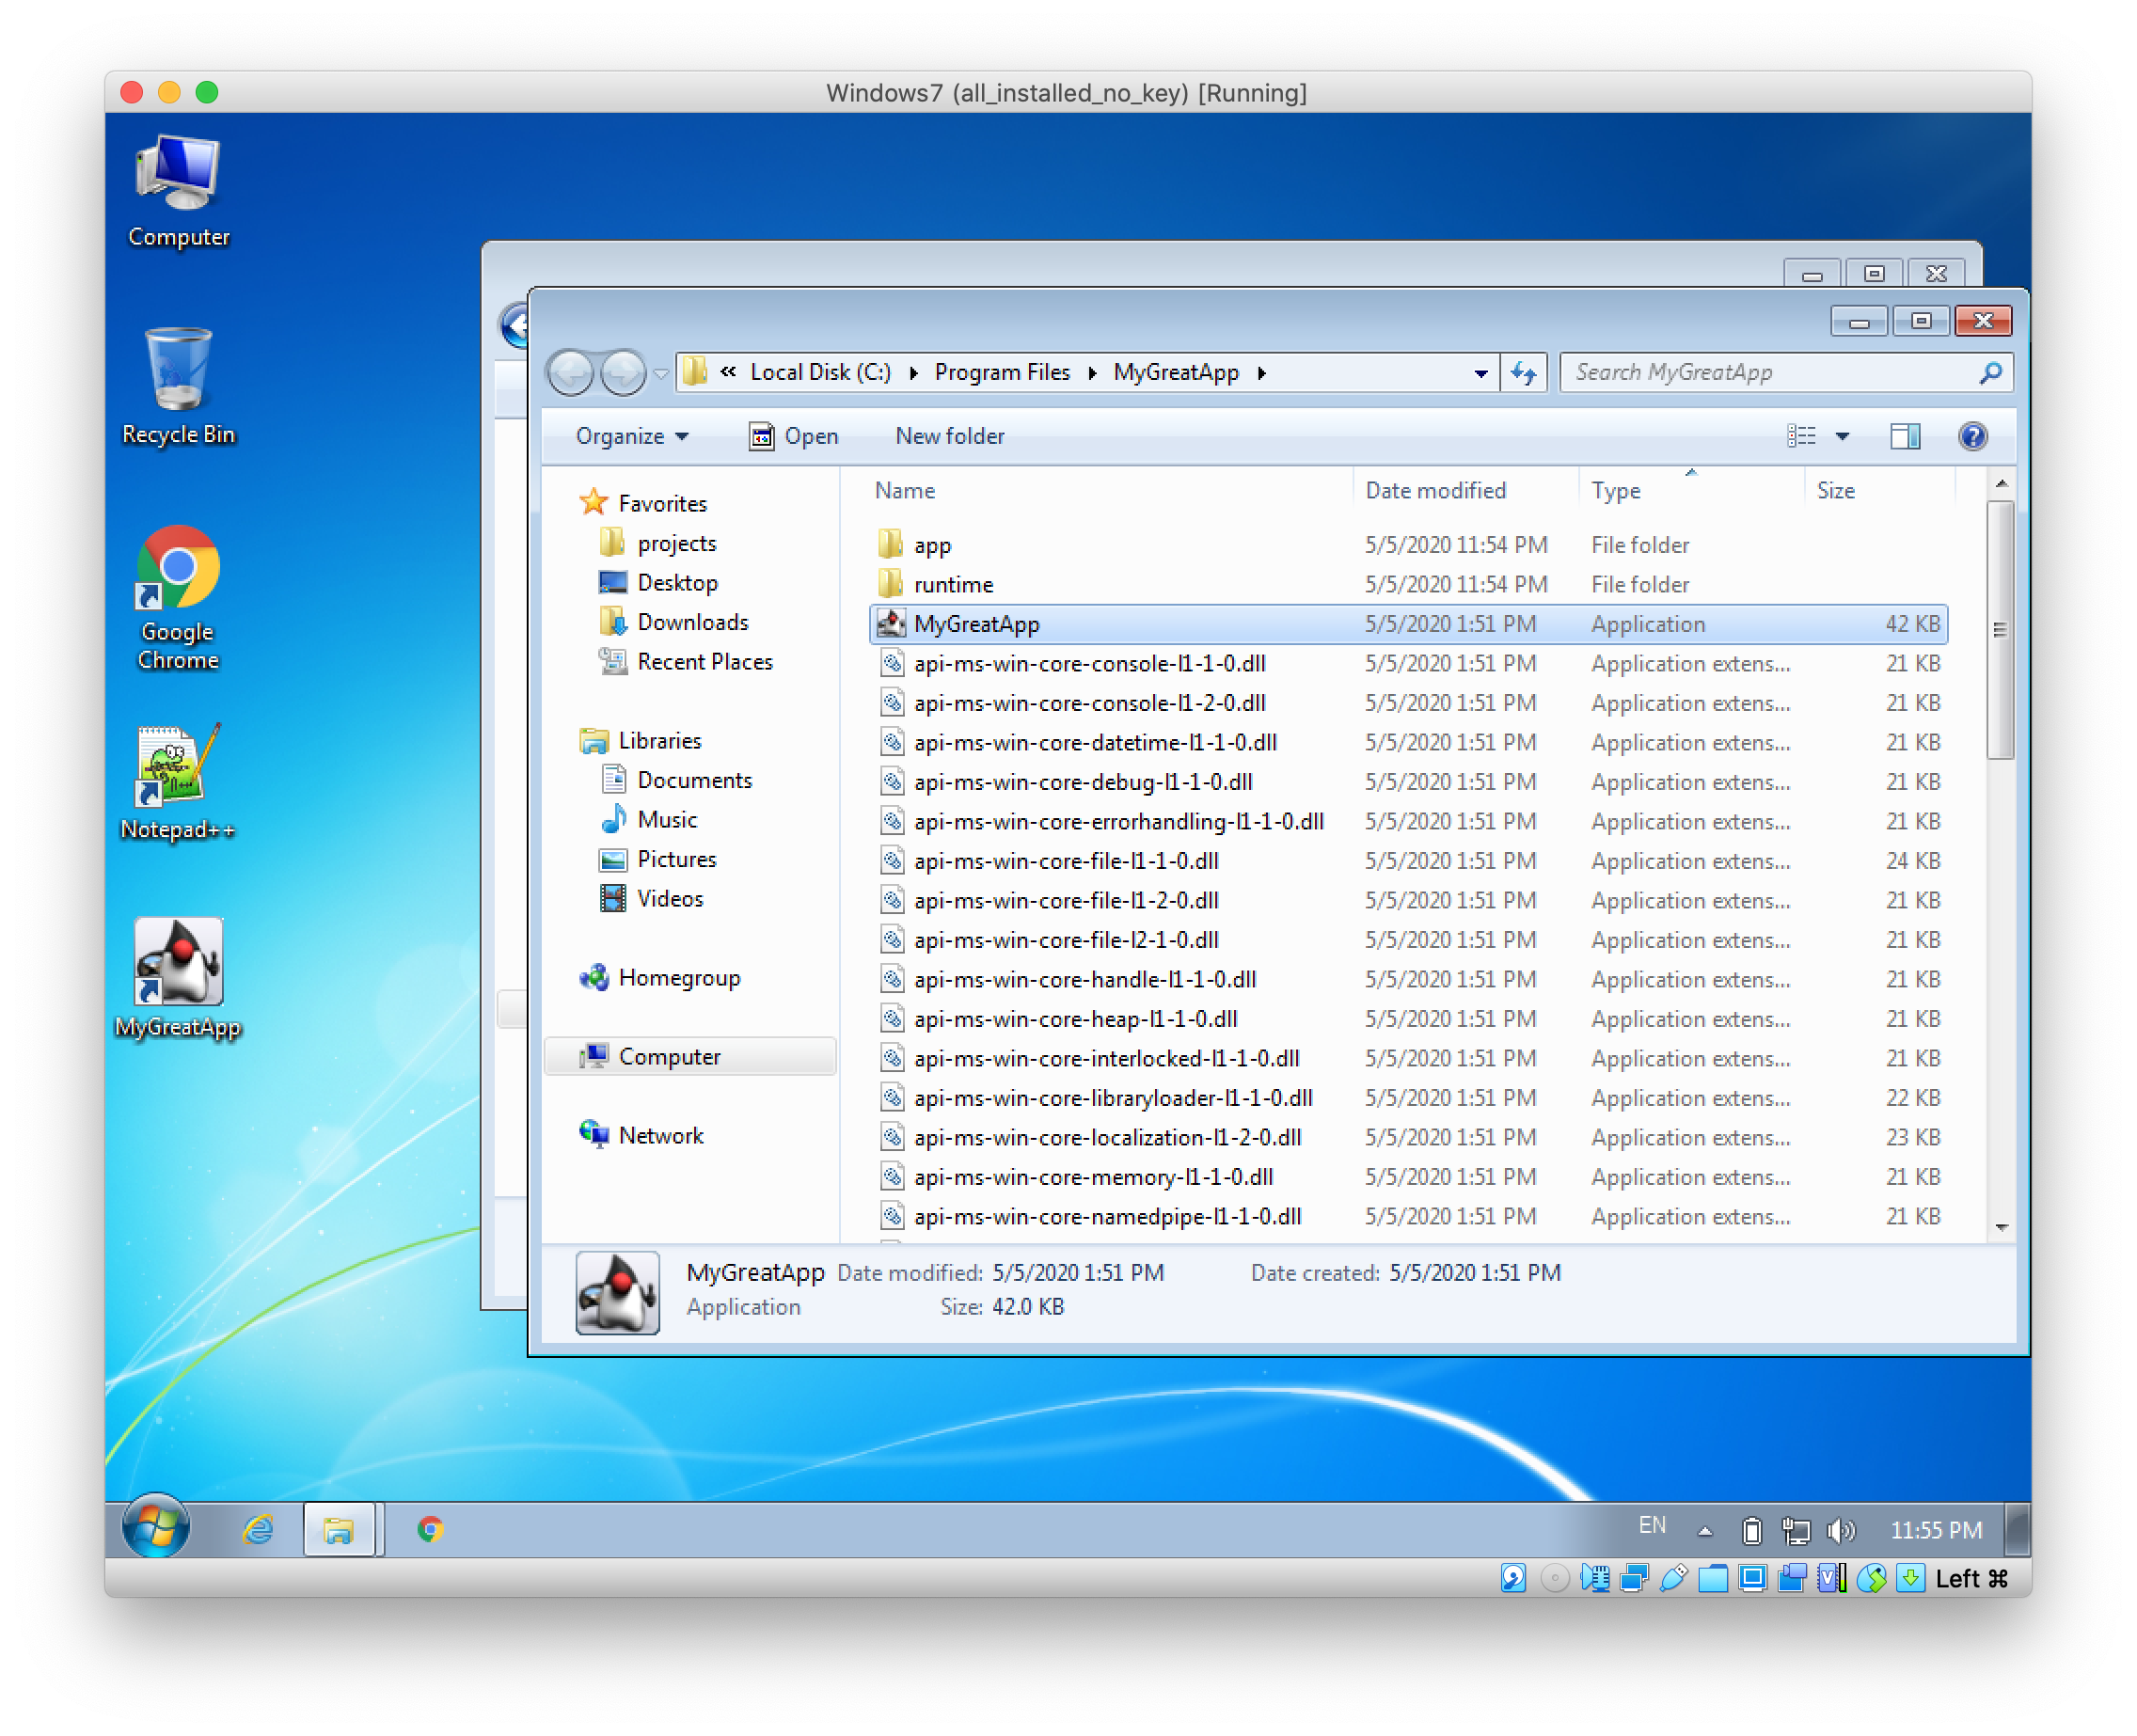 Windows7 (all_installed_no_key) [Running]
Computer
Recycle Bin
Google
Chrome
Notepad++
MyGreatApp
« Local Disk (C:) Program Files MyGreatApp
Search MyGreatApp
Organize Open New folder
Favorites
projects
Desktop
Downloads
Recent Places
Libraries
Documents
Music
Pictures
Videos
Homegroup
Computer
Network
Name Date modified Type Size
app 5/5/2020 11:54 PM File folder
runtime 5/5/2020 11:54 PM File folder
MyGreatApp 5/5/2020 1:51 PM Application 42 KB
api-ms-win-core-console-l1-1-0.dll 5/5/2020 1:51 PM Application extens... 21 KB
api-ms-win-core-console-l1-2-0.dll 5/5/2020 1:51 PM Application extens... 21 KB
api-ms-win-core-datetime-l1-1-0.dll 5/5/2020 1:51 PM Application extens... 21 KB
api-ms-win-core-debug-l1-1-0.dll 5/5/2020 1:51 PM Application extens... 21 KB
api-ms-win-core-errorhandling-l1-1-0.dll 5/5/2020 1:51 PM Application extens... 21 KB
api-ms-win-core-file-l1-1-0.dll 5/5/2020 1:51 PM Application extens... 24 KB
api-ms-win-core-file-l1-2-0.dll 5/5/2020 1:51 PM Application extens... 21 KB
api-ms-win-core-file-l2-1-0.dll 5/5/2020 1:51 PM Application extens... 21 KB
api-ms-win-core-handle-l1-1-0.dll 5/5/2020 1:51 PM Application extens... 21 KB
api-ms-win-core-heap-l1-1-0.dll 5/5/2020 1:51 PM Application extens... 21 KB
api-ms-win-core-interlocked-l1-1-0.dll 5/5/2020 1:51 PM Application extens... 21 KB
api-ms-win-core-libraryloader-l1-1-0.dll 5/5/2020 1:51 PM Application extens... 22 KB
api-ms-win-core-localization-l1-2-0.dll 5/5/2020 1:51 PM Application extens... 23 KB
api-ms-win-core-memory-l1-1-0.dll 5/5/2020 1:51 PM Application extens... 21 KB
api-ms-win-core-namedpipe-l1-1-0.dll 5/5/2020 1:51 PM Application extens... 21 KB
MyGreatApp Date modified: 5/5/2020 1:51 PM Date created: 5/5/2020 1:51 PM
Application Size: 42.0 KB
EN 11:55 PM
Left ⌘